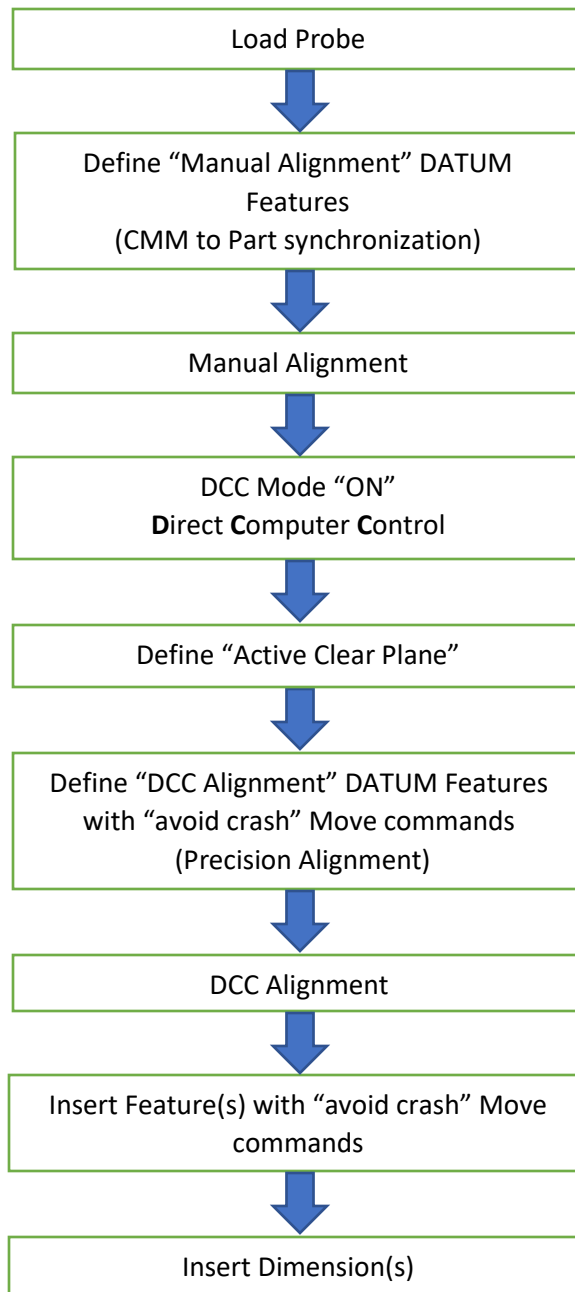 Load Probe
Define “Manual Alignment” DATUM
Features
(CMM to Part synchronization)
Manual Alignment
DCC Mode “ON”
Direct Computer Control
Define “Active Clear Plane”
Define “DCC Alignment” DATUM Features
with “avoid crash” Move commands
(Precision Alignment)
DCC Alignment
Insert Feature(s) with “avoid crash” Move
commands
Insert Dimension(s)